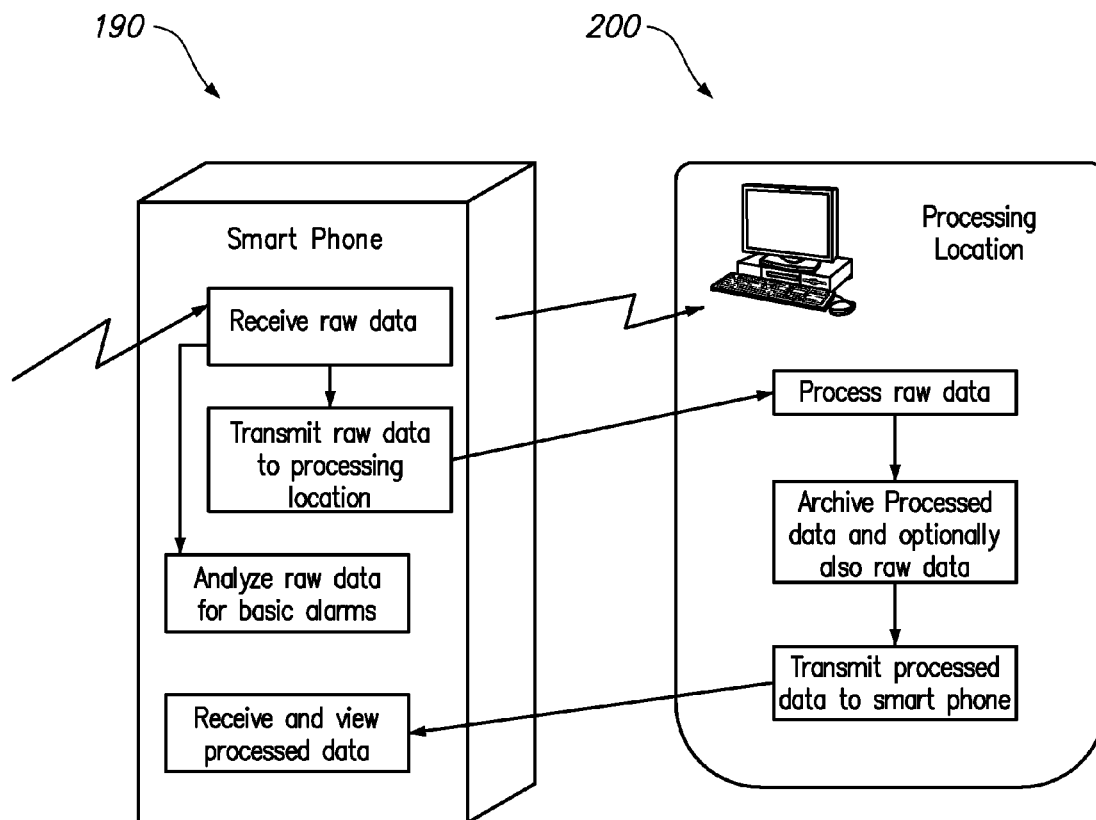 190
200
Smart Phone
Receive raw data
Transmit raw data
to processing
location
Analyze raw data
for basic alarms
Receive and view
processed data
Processing
Location
Process raw data
Archive Processed
data and optionally
also raw data
Transmit processed
data to smart phone